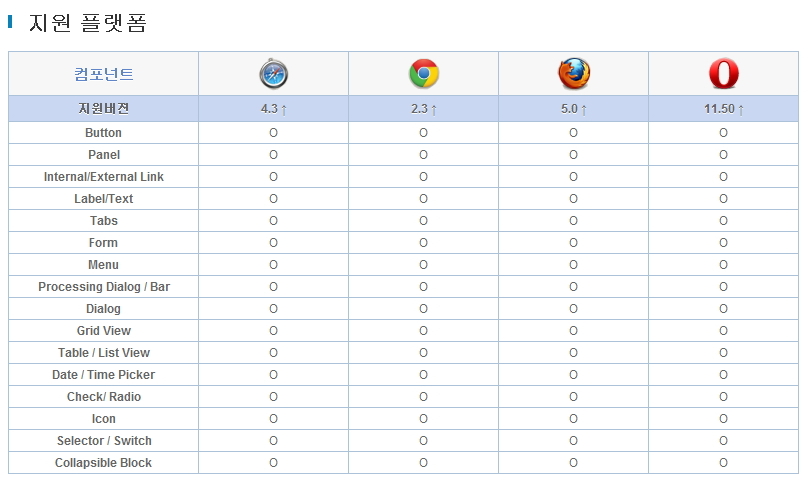 지원 플랫폼
컴포넌트
지원버전 4.3 ↑ 2.3 ↑ 5.0 ↑ 11.50 ↑
Button O O O O
Panel O O O O
Internal/External Link O O O O
Label/Text O O O O
Tabs O O O O
Form O O O O
Menu O O O O
Processing Dialog / Bar O O O O
Dialog O O O O
Grid View O O O O
Table / List View O O O O
Date / Time Picker O O O O
Check/ Radio O O O O
Icon O O O O
Selector / Switch O O O O
Collapsible Block O O O O